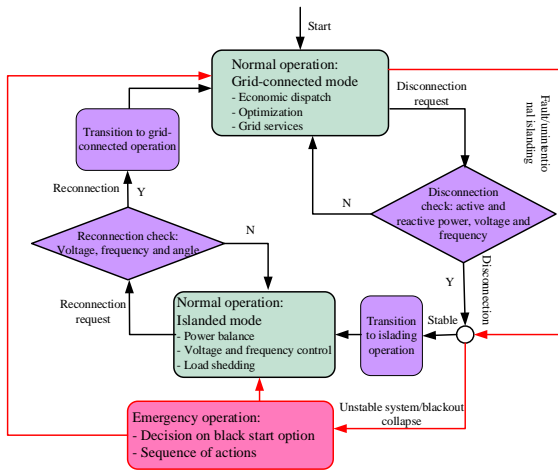 Start
Normal operation:
Grid-connected mode
- Economic dispatch
- Optimization
- Grid services
Disconnection
request
Fault/unintentio
nal islanding
Transition to grid-
connected operation
Reconnection
Y
N
Disconnection
check: active and
reactive power, voltage and
frequency
Reconnection check:
Voltage, frequency and angle
N
Y
Disconnection
Reconnection
request
Normal operation:
Islanded mode
- Power balance
- Voltage and frequency control
- Load shedding
Transition
to islading
operation
Stable
Unstable system/blackout
collapse
Emergency operation:
- Decision on black start option
- Sequence of actions